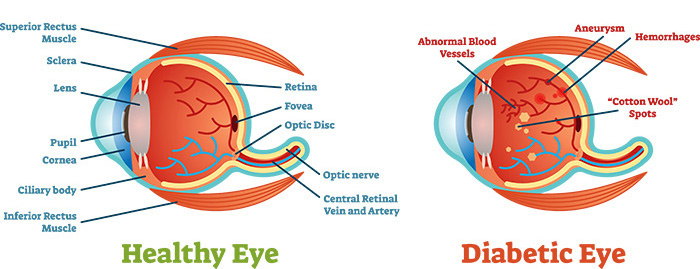 Superior Rectus
Muscle
Sclera
Lens
Pupil
Cornea
Ciliary body
Inferior Rectus
Muscle
Retina
Fovea
Optic Disc
Optic nerve
Central Retinal
Vein and Artery
Healthy Eye
Abnormal Blood
Vessels
Aneurysm
Hemorrhages
“Cotton Wool”
Spots
Diabetic Eye